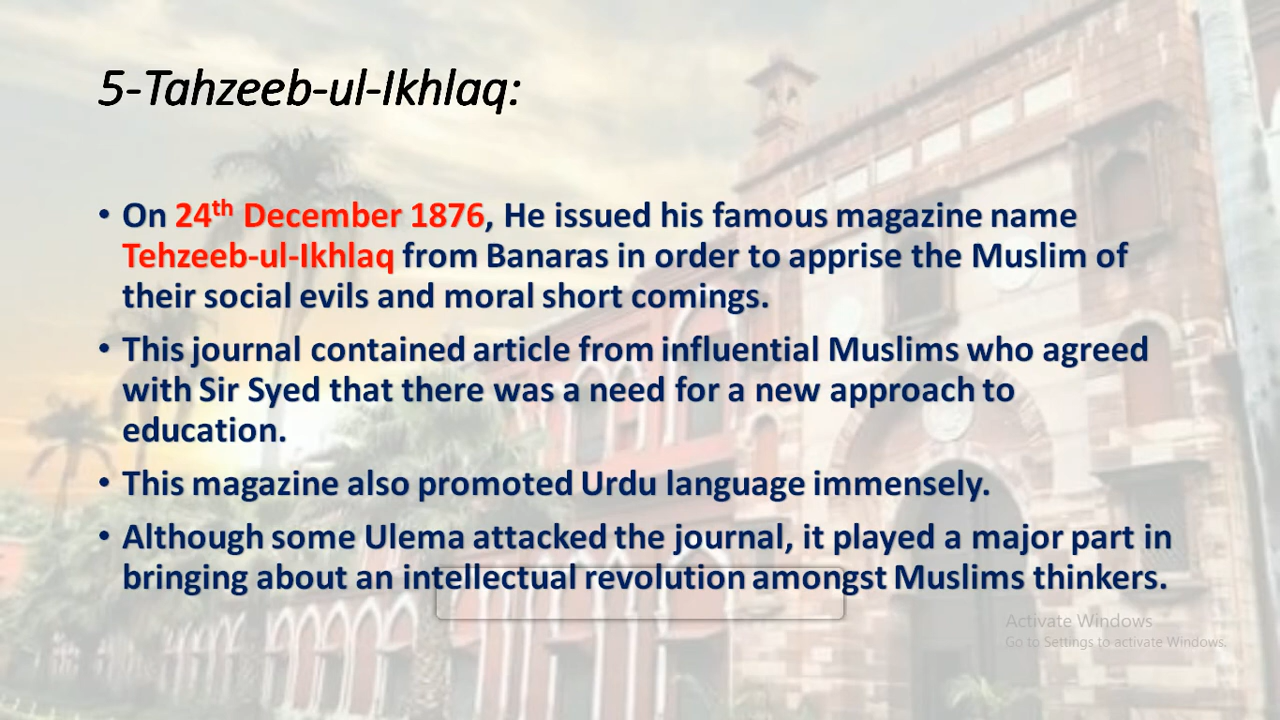 5-Tahzeeb-ul-Ikhlaq:
• On 24th December 1876, He issued his famous magazine name
Tehzeeb-ul-Ikhlaq from Banaras in order to apprise the Muslim of
their social evils and moral short comings.
• This journal contained article from influential Muslims who agreed
with Sir Syed that there was a need for a new approach to
education.
• This magazine also promoted Urdu language immensely.
• Although some Ulema attacked the journal, it played a major part in
bringing about an intellectual revolution amongst Muslims thinkers.
Activate Windows
Go to Settings to activate Windows.